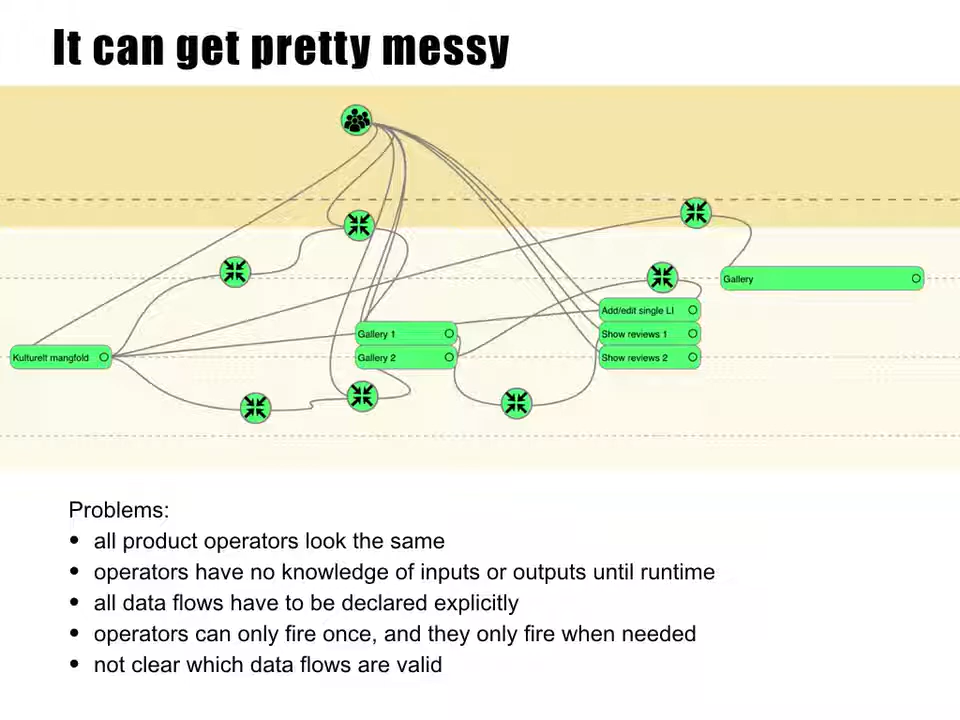 It can get pretty messy
Gallery
Add/edit single LI
Gallery 1
Show reviews 1
Kulturelt mangfold
Gallery 2
Show reviews 2
Problems:
• all product operators look the same
• operators have no knowledge of inputs or outputs until runtime
• all data flows have to be declared explicitly
• operators can only fire once, and they only fire when needed
• not clear which data flows are valid